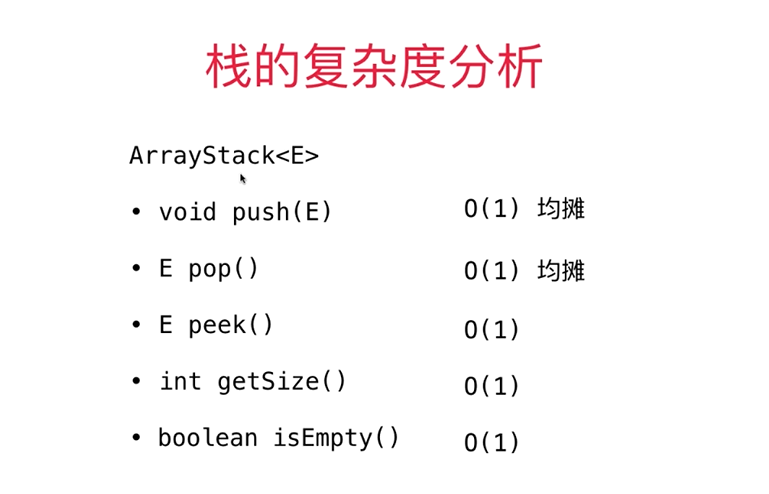 栈的复杂度分析
ArrayStack<E>
• void push(E) O(1) 均摊
• E pop() O(1) 均摊
• E peek() O(1)
• int getSize() O(1)
• boolean isEmpty() O(1)